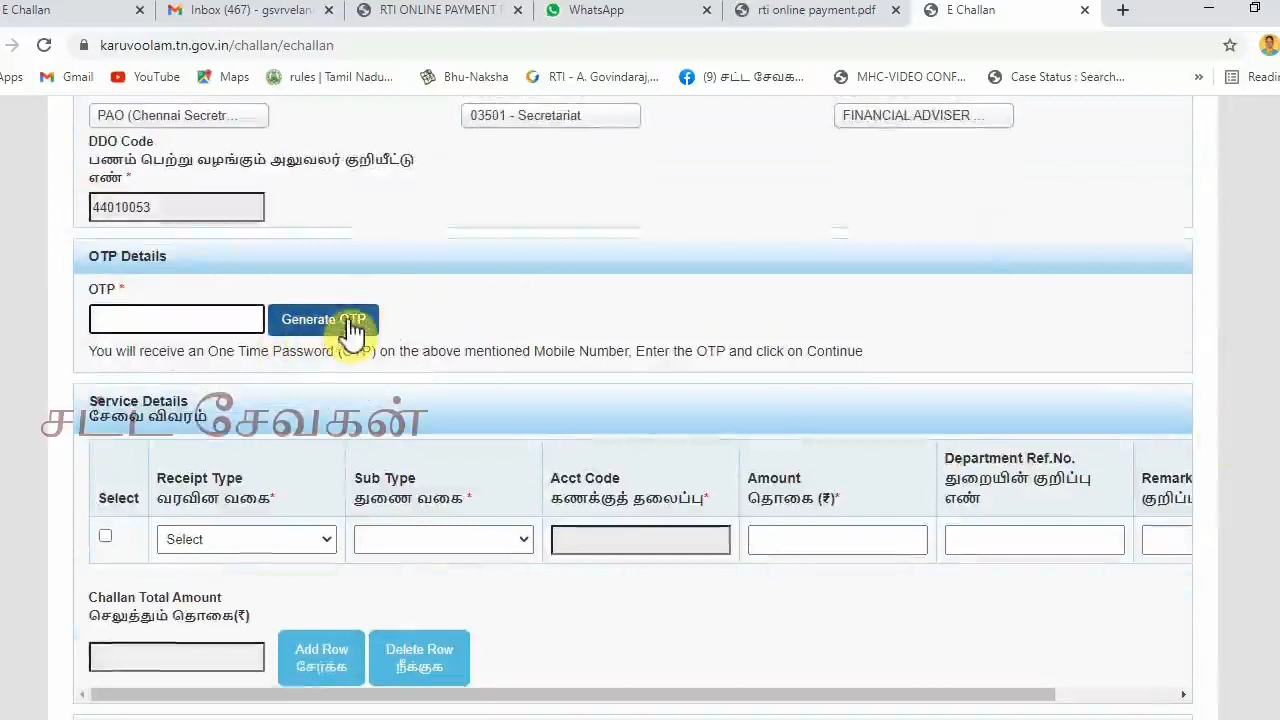 E Challan
Inbox (467) - gsvrvelan
RTI ONLINE PAYMENT
WhatsApp
rti online payment.pdf
E Challan
karuvoolam.tn.gov.in/challan/echallan
Apps
Gmail
YouTube
Maps
rules | Tamil Nadu...
Bhu-Naksha
RTI - A. Govindaraj,...
(9) சட்ட சேவக...
MHC-VIDEO CONF...
Case Status : Search...
»
Readin
PAO (Chennai Secretr...
03501 - Secretariat
FINANCIAL ADVISER ...
DDO Code
பணம் பெற்று வழங்கும் அலுவலர் குறியீட்டு
எண் *
44010053
OTP Details
OTP *
Generate OTP
You will receive an One Time Password (OTP) on the above mentioned Mobile Number, Enter the OTP and click on Continue
Service Details
சேவை விவரம்
சட்ட சேவகன்
Select
Receipt Type
வரவின வகை*
Sub Type
துணை வகை *
Acct Code
கணக்குத் தலைப்பு*
Amount
தொகை (₹)*
Department Ref.No.
துறையின் குறிப்பு
எண்
Remark
குறிப்
Select
Challan Total Amount
செலுத்தும் தொகை(₹)
Add Row
சேர்க்க
Delete Row
நீக்குக